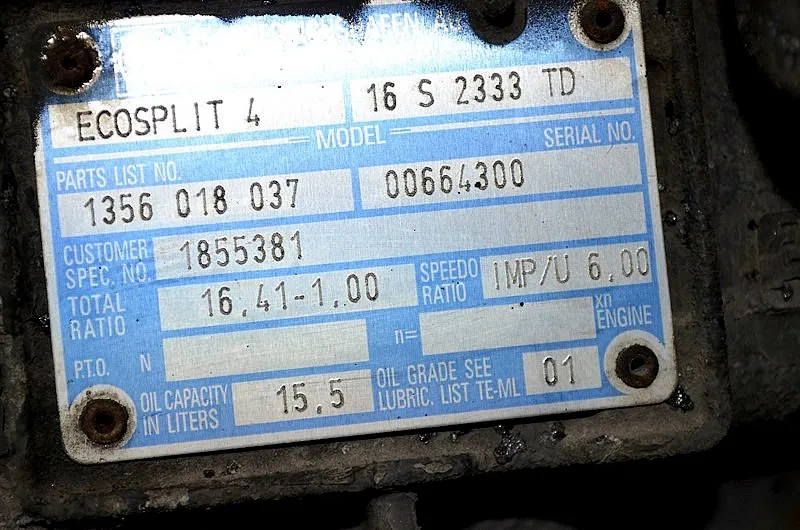 ECOSPLIT 4 16 S 2333 TD
MODEL
PARTS LIST NO. SERIAL NO.
1356 018 037 00664300
CUSTOMER SPEC. NO. 1855381
TOTAL RATIO 16,41-1,00 SPEEDO RATIO IMP/U 6,00
P.T.O. N n= xn ENGINE
OIL CAPACITY IN LITERS 15,5 OIL GRADE SEE LUBRIC. LIST TE-ML 01